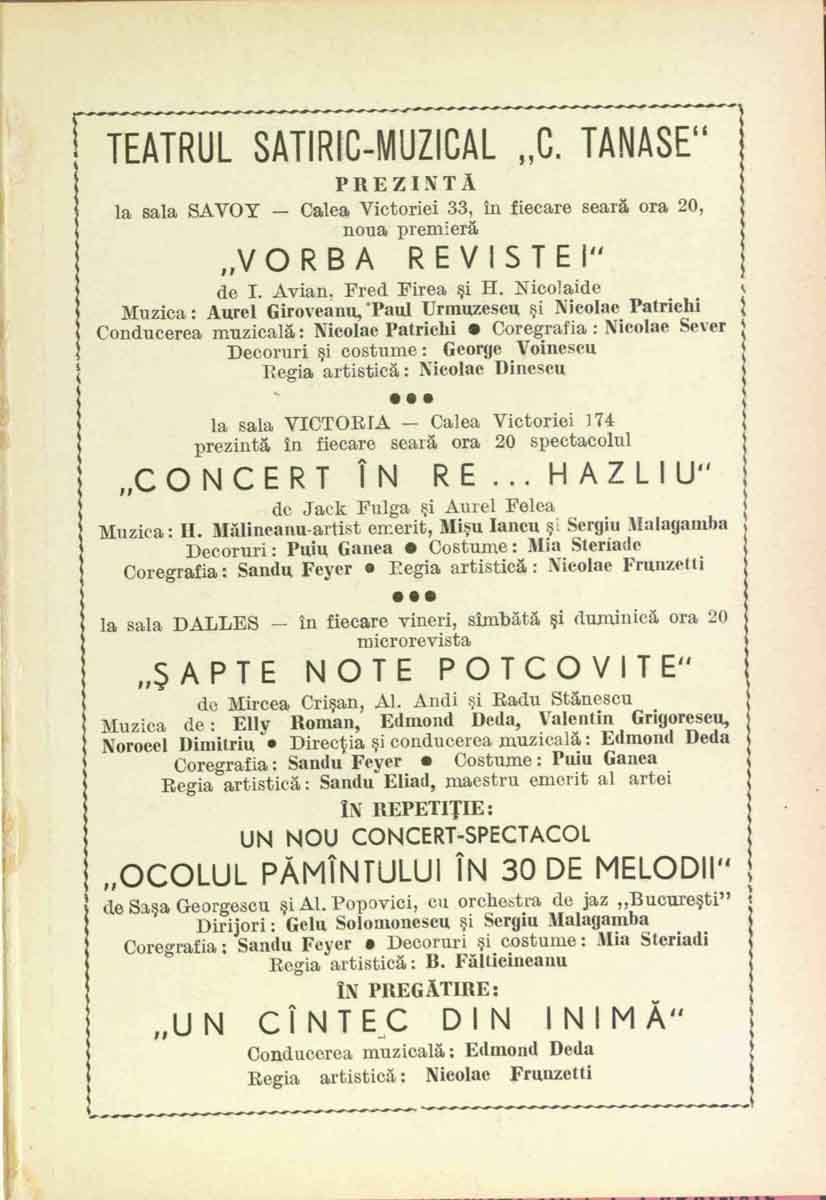 TEATRUL SATIRIC-MUZICAL „C. TANASE“
PREZINTĂ
la sala SAVOY — Calea Victoriei 33, în fiecare seară ora 20,
noua premieră
„VORBA REVISTEI“
de I. Avian, Fred Firea și H. Nicolaide
Muzica: Aurel Giroveanu, Paul Urmuzescu și Nicolae Patrichi
Conducerea muzicală: Nicolae Patrichi ● Coregrafia: Nicolae Sever
Decoruri și costume: George Voinescu
Regia artistică: Nicolae Dinescu
●●●
la sala VICTORIA — Calea Victoriei 174
prezintă în fiecare seară ora 20 spectacolul
„CONCERT ÎN RE... HAZLIU“
de Jack Fulga și Aurel Felea
Muzica: H. Mălineanu-artist emerit, Mișu Iancu și Sergiu Malagamba
Decoruri: Puiu Ganea ● Costume: Mia Steriade
Coregrafia: Sandu Feyer ● Regia artistică: Nicolae Frunzetti
●●●
la sala DALLES — în fiecare vineri, sîmbătă și duminică ora 20
microrevista
„ȘAPTE NOTE POTCOVITE“
de Mircea Crișan, Al. Andi și Radu Stănescu
Muzica de: Elly Roman, Edmond Deda, Valentin Grigorescu,
Norocel Dimitriu ● Direcția și conducerea muzicală: Edmond Deda
Coregrafia: Sandu Feyer ● Costume: Puiu Ganea
Regia artistică: Sandu Eliad, maestru emerit al artei
ÎN REPETIȚIE:
UN NOU CONCERT-SPECTACOL
„OCOLUL PĂMÎNTULUI ÎN 30 DE MELODII“
de Sașa Georgescu și Al. Popovici, cu orchestra de jaz „București”
Dirijori: Gelu Solomonescu și Sergiu Malagamba
Coregrafia: Sandu Feyer ● Decoruri și costume: Mia Steriadi
Regia artistică: B. Fălticineanu
ÎN PREGĂTIRE:
„UN CÎNTEC DIN INIMĂ“
Conducerea muzicală: Edmond Deda
Regia artistică: Nicolae Frunzetti